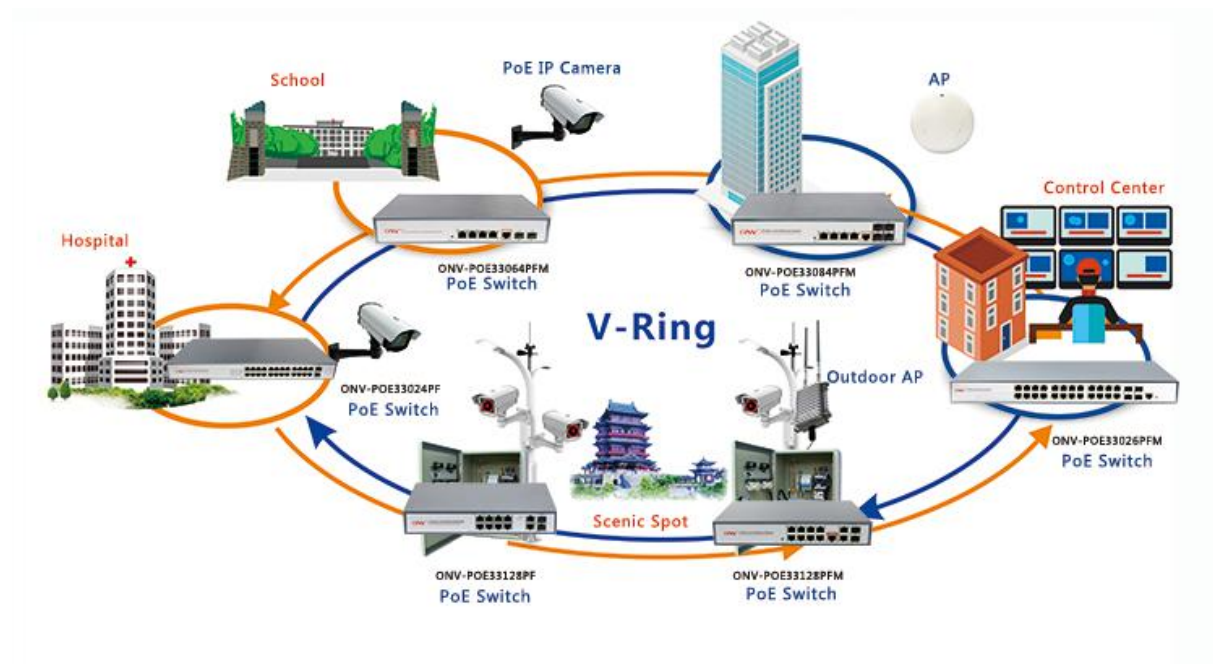 School
PoE IP Camera
AP
Control Center
Hospital
ONV-POE33064PFM
PoE Switch
ONV-POE33084PFM
PoE Switch
V-Ring
ONV-POE33024PF
PoE Switch
Outdoor AP
ONV-POE33026PFM
PoE Switch
Scenic Spot
ONV-POE33128PF
PoE Switch
ONV-POE33128PFM
PoE Switch